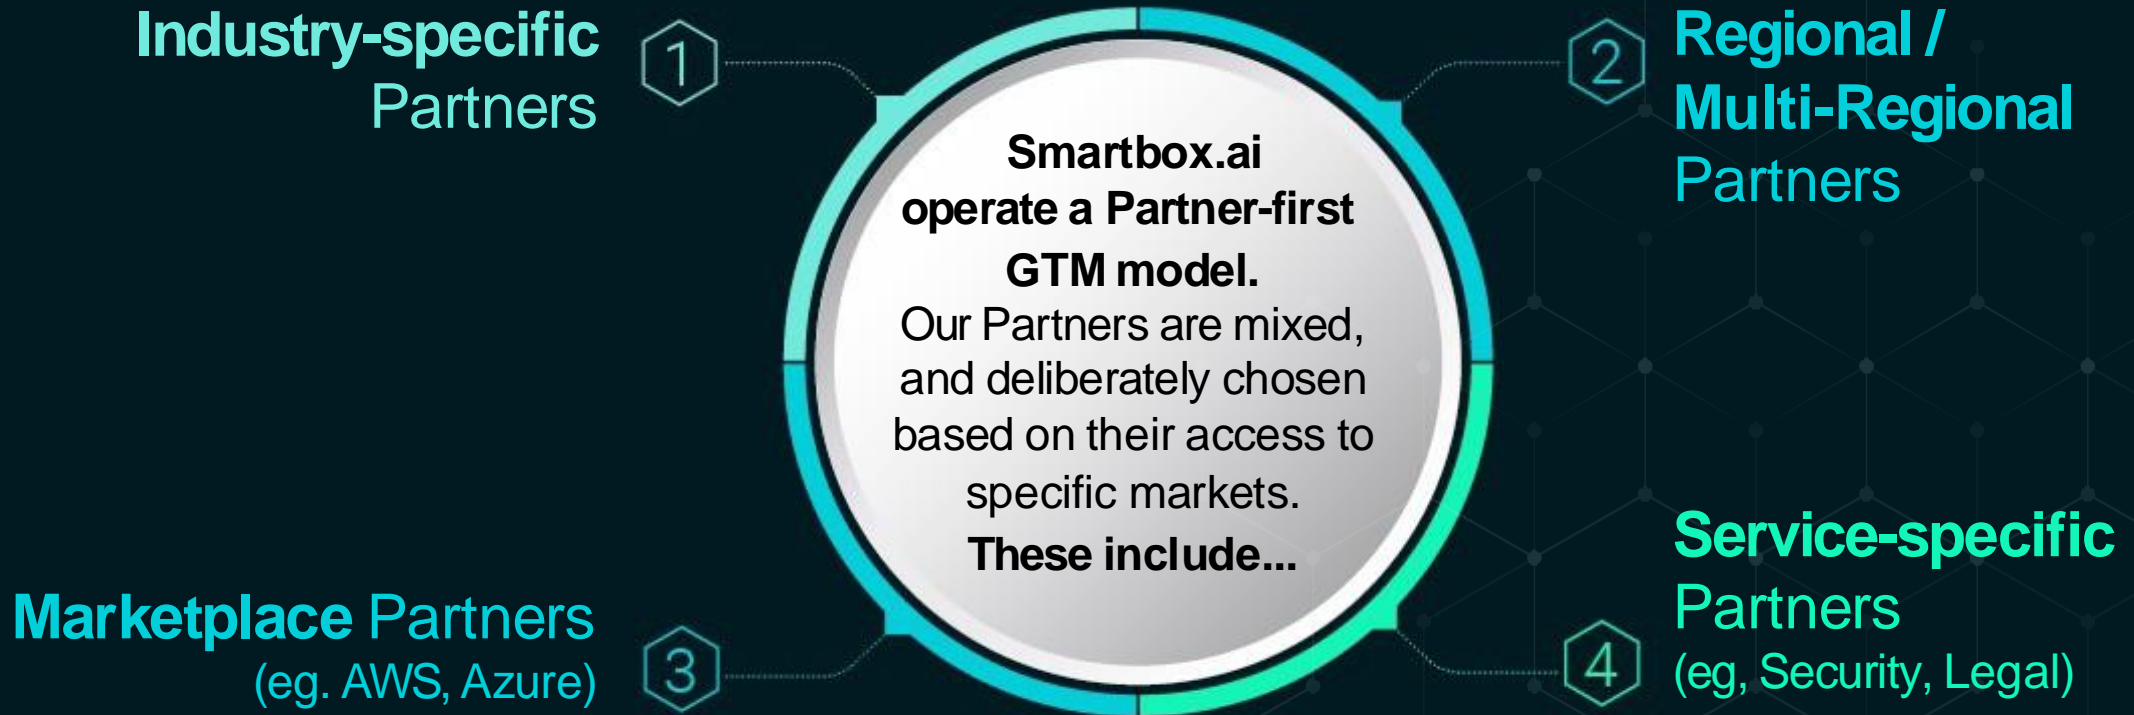 Industry-specific
Partners
1
2
Regional /
Multi-Regional
Partners
Smartbox.ai
operate a Partner-first
GTM model.
Our Partners are mixed,
and deliberately chosen
based on their access to
specific markets.
These include...
Marketplace Partners
(eg. AWS, Azure)
3
4
Service-specific
Partners
(eg, Security, Legal)